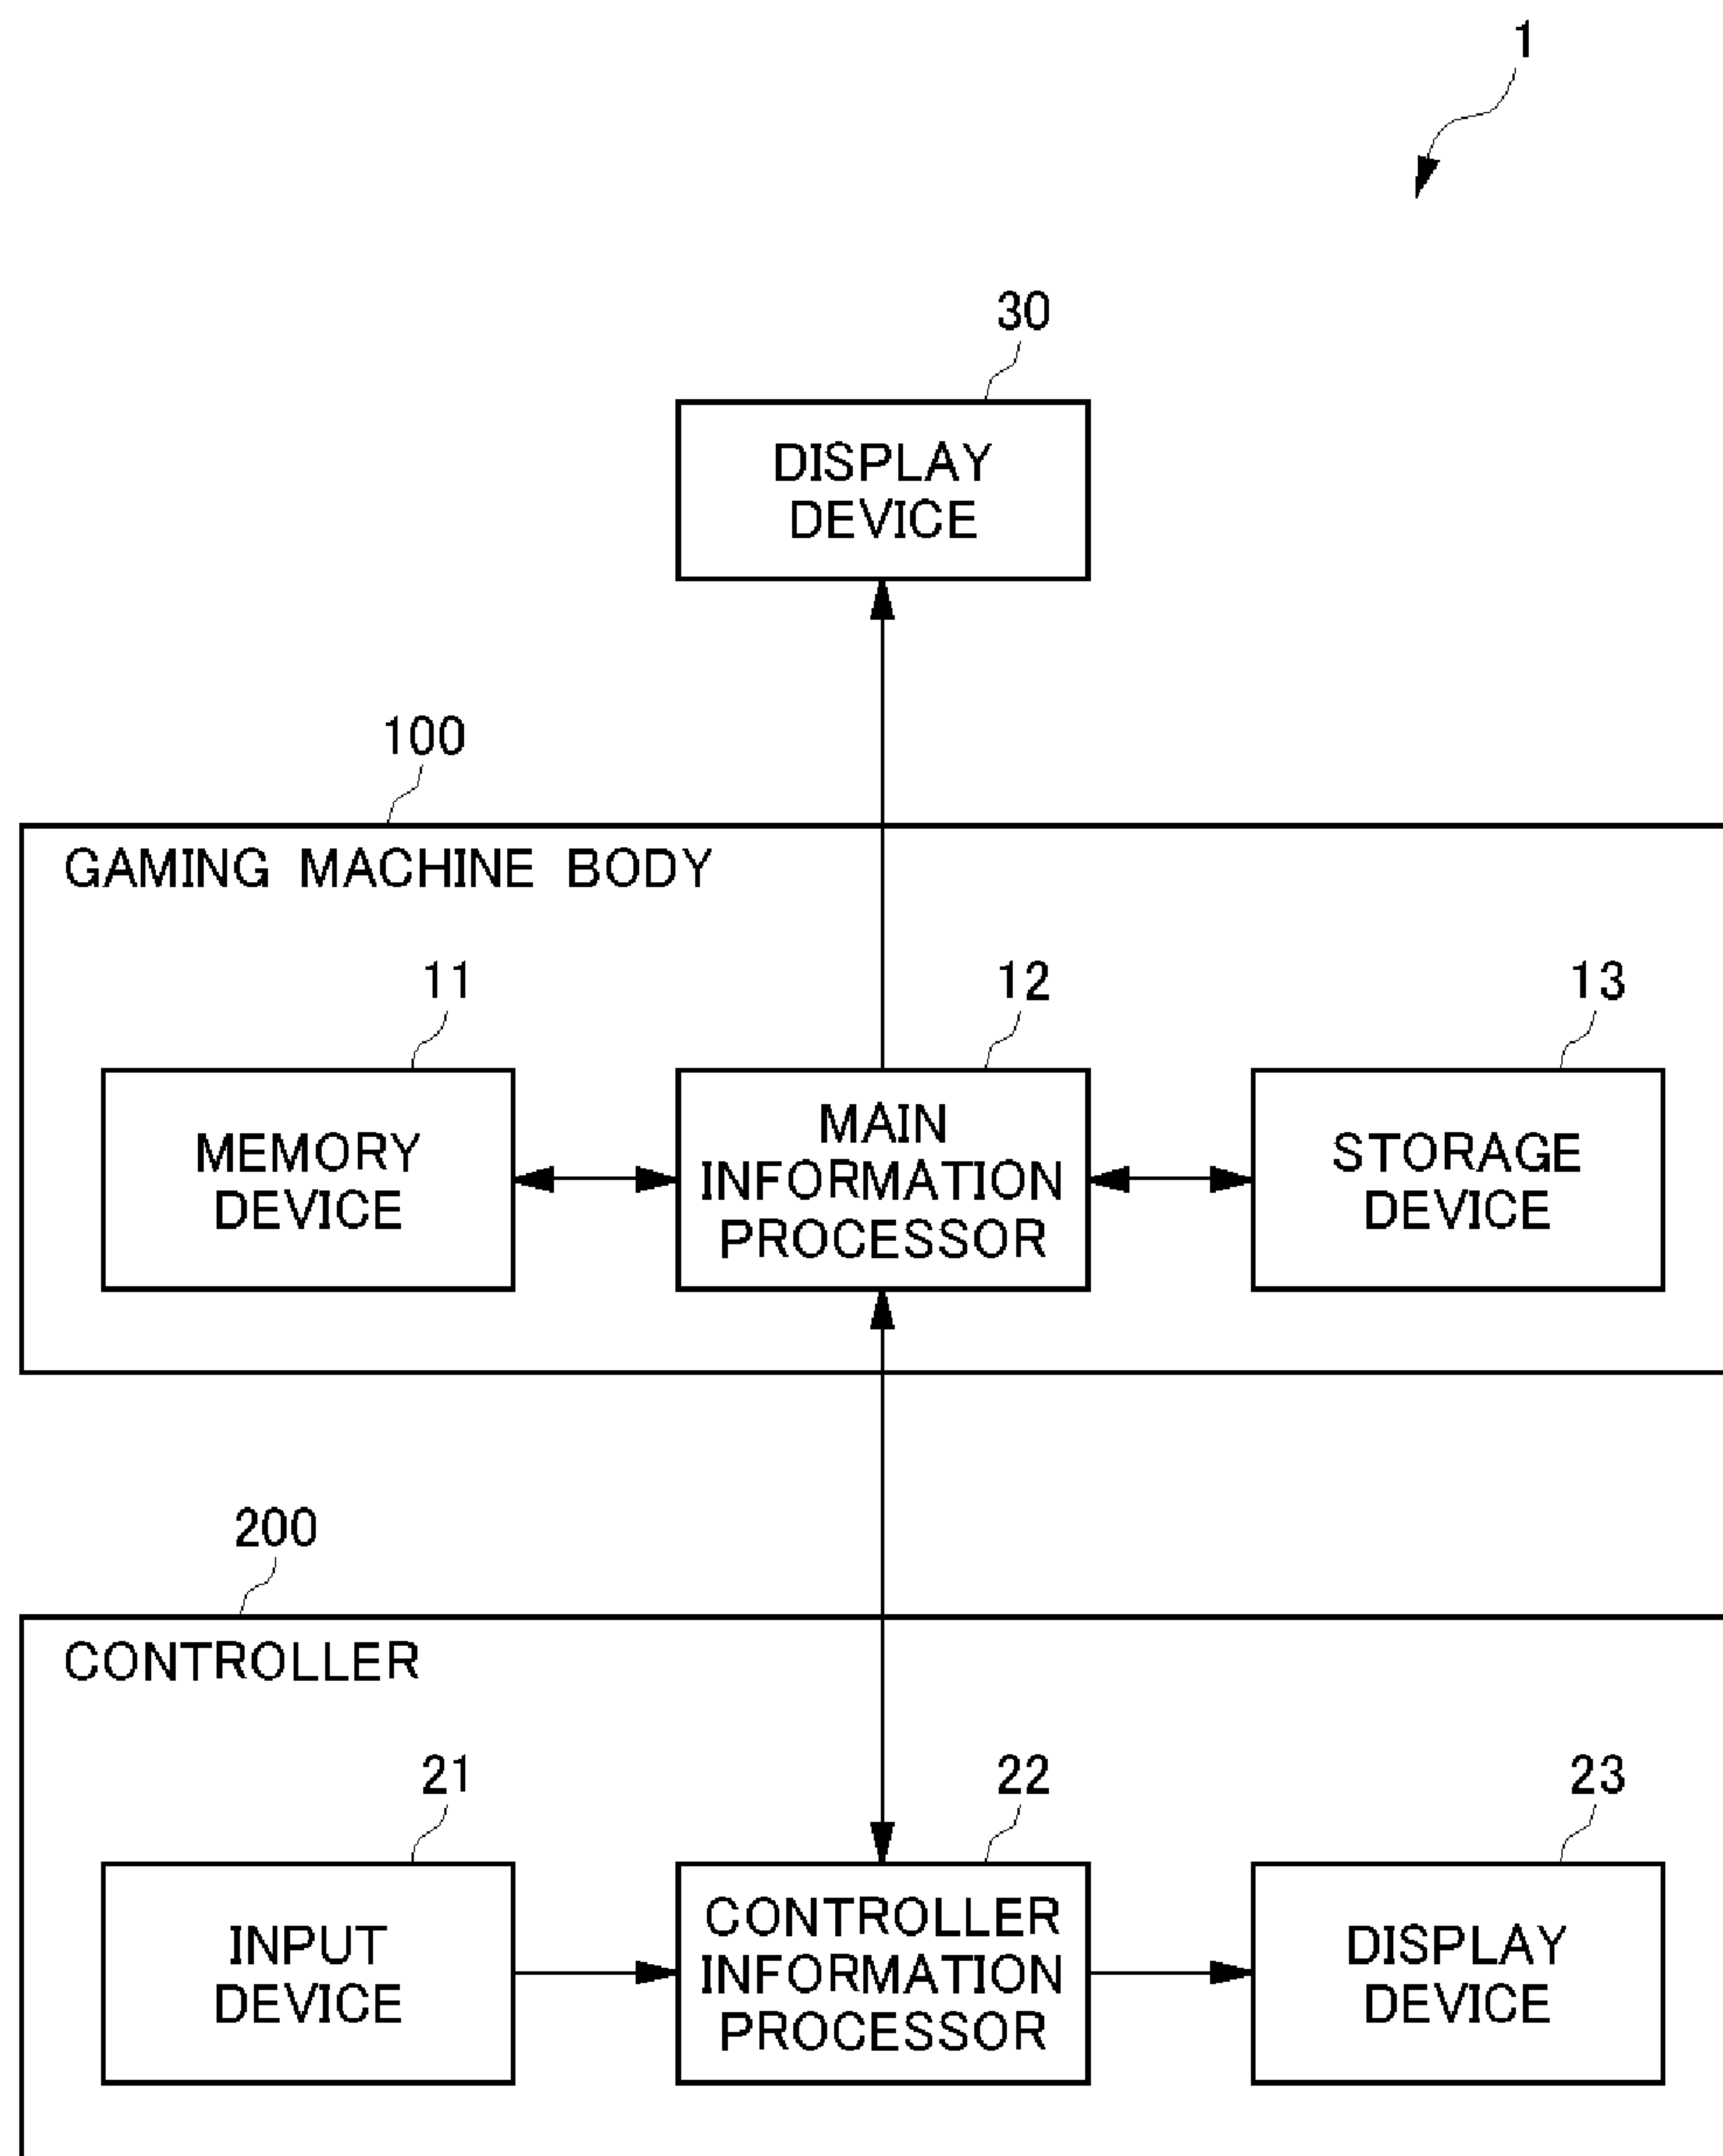 1
30
DISPLAY
DEVICE
100
GAMING MACHINE BODY
11
12
13
MEMORY
DEVICE
MAIN
INFORMATION
PROCESSOR
STORAGE
DEVICE
200
CONTROLLER
21
22
23
INPUT
DEVICE
CONTROLLER
INFORMATION
PROCESSOR
DISPLAY
DEVICE